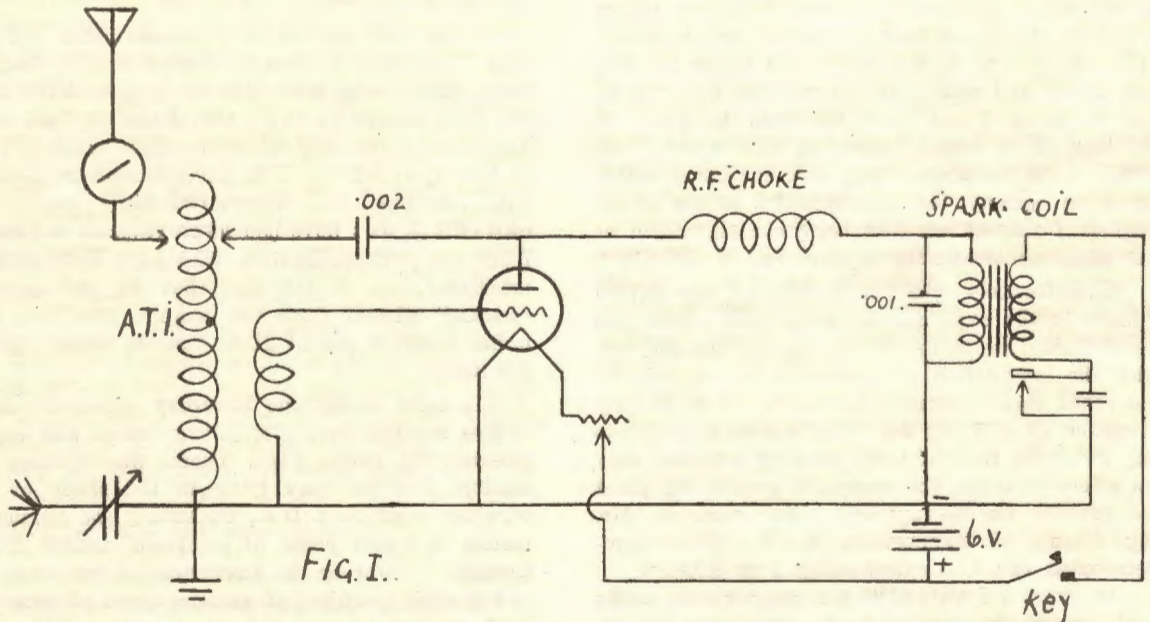 .002
R.F. CHOKE
SPARK. COIL
A.T.I.
.001.
-
6.V.
+
FIG. I.
Key